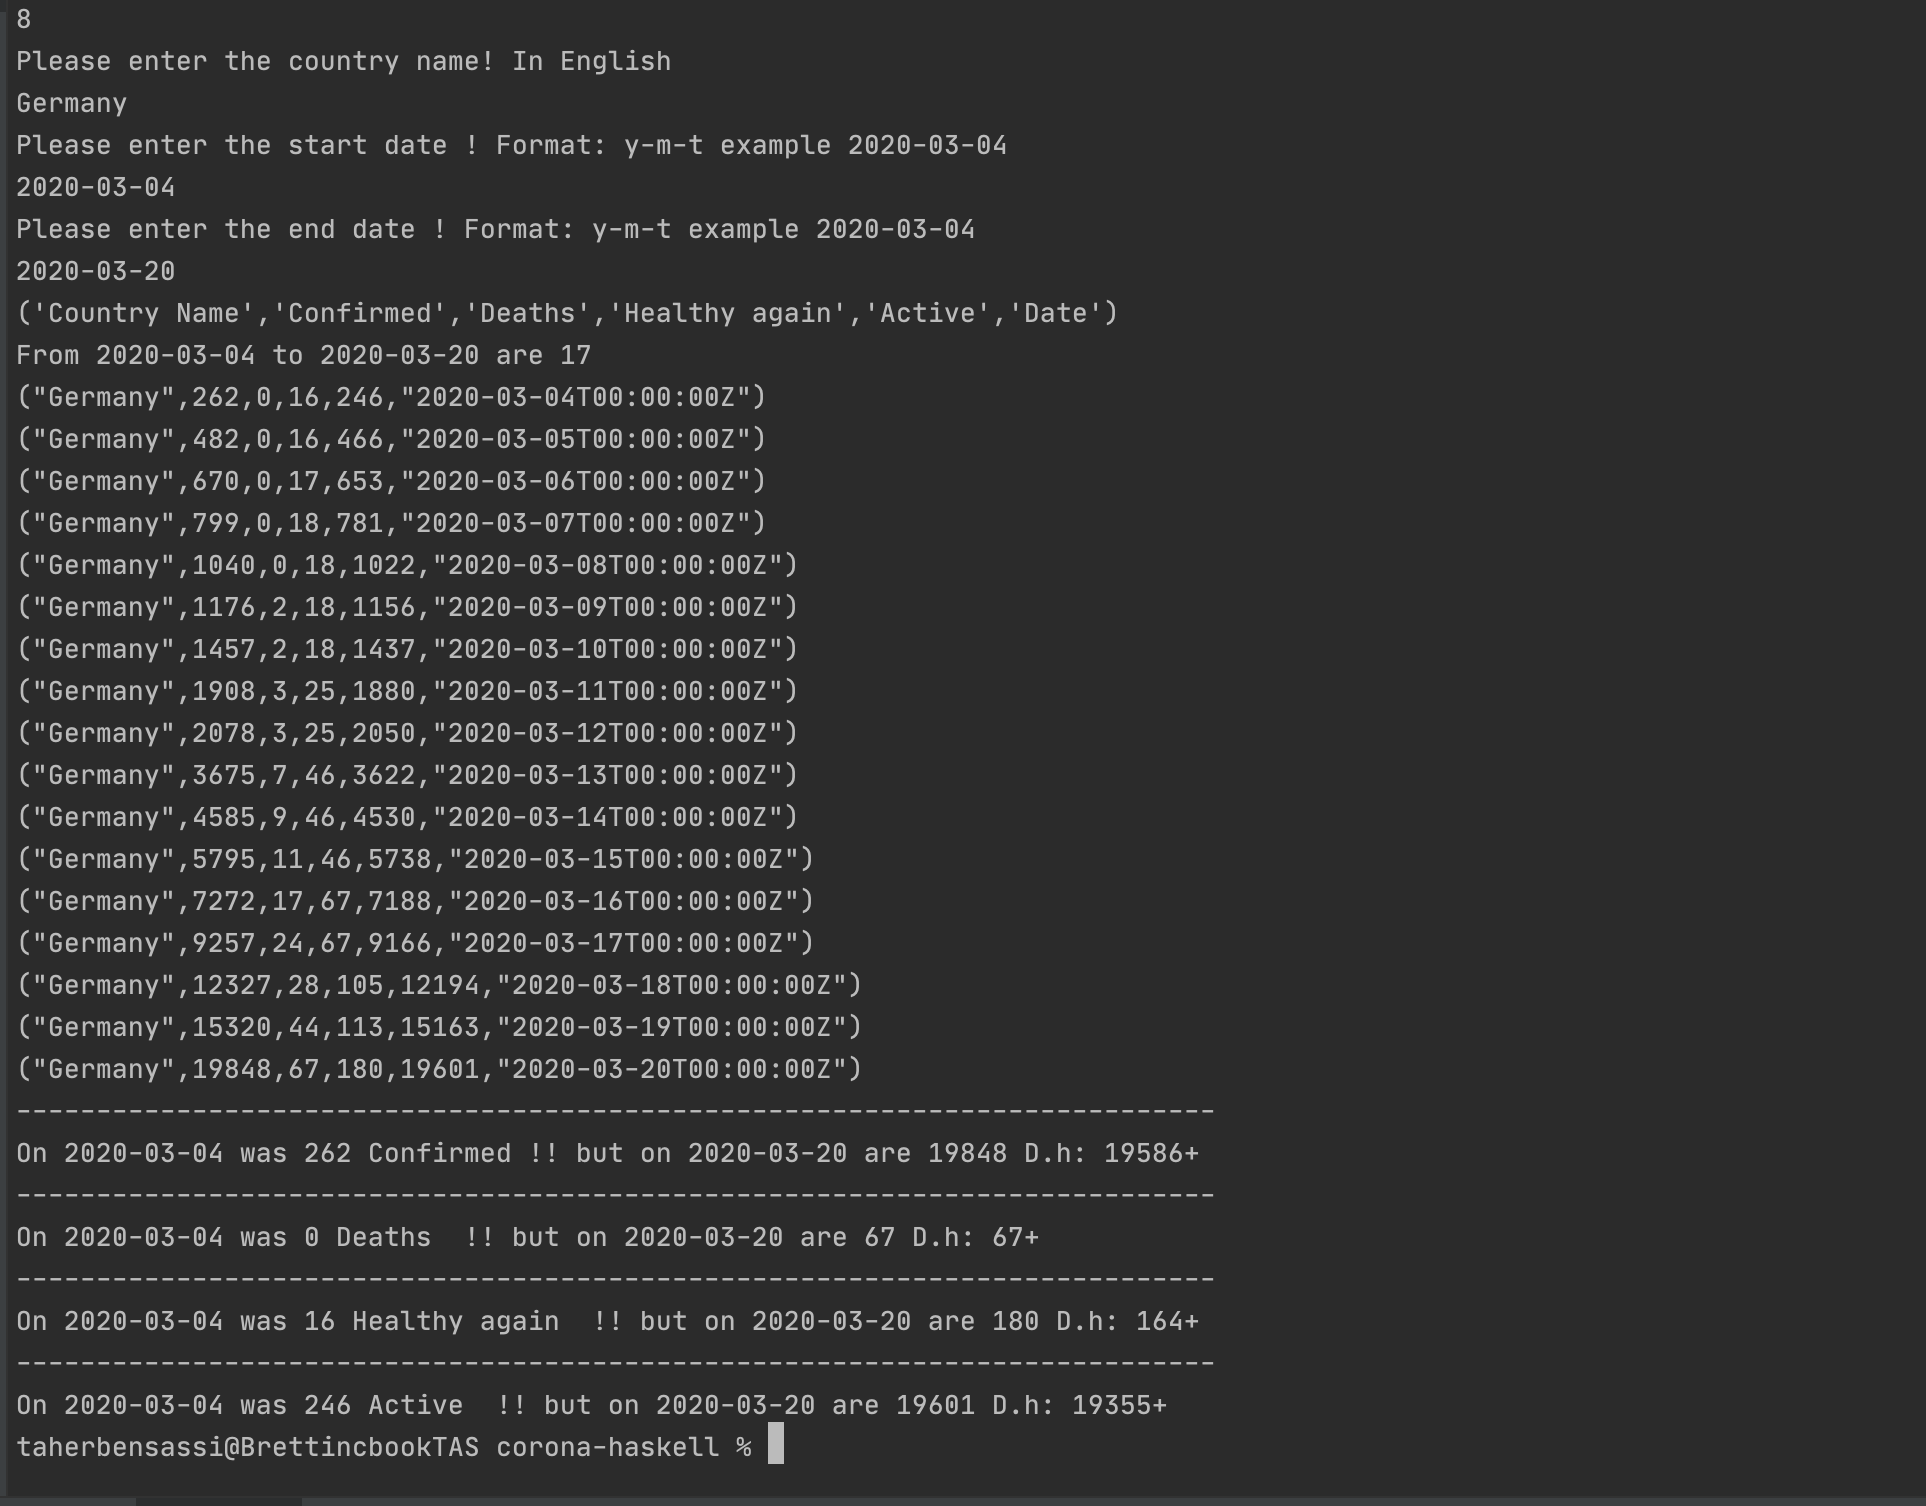 8
Please enter the country name! In English
Germany
Please enter the start date ! Format: y-m-t example 2020-03-04
2020-03-04
Please enter the end date ! Format: y-m-t example 2020-03-04
2020-03-20
('Country Name','Confirmed','Deaths','Healthy again','Active','Date')
From 2020-03-04 to 2020-03-20 are 17
("Germany",262,0,16,246,"2020-03-04T00:00:00Z")
("Germany",482,0,16,466,"2020-03-05T00:00:00Z")
("Germany",670,0,17,653,"2020-03-06T00:00:00Z")
("Germany",799,0,18,781,"2020-03-07T00:00:00Z")
("Germany",1040,0,18,1022,"2020-03-08T00:00:00Z")
("Germany",1176,2,18,1156,"2020-03-09T00:00:00Z")
("Germany",1457,2,18,1437,"2020-03-10T00:00:00Z")
("Germany",1908,3,25,1880,"2020-03-11T00:00:00Z")
("Germany",2078,3,25,2050,"2020-03-12T00:00:00Z")
("Germany",3675,7,46,3622,"2020-03-13T00:00:00Z")
("Germany",4585,9,46,4530,"2020-03-14T00:00:00Z")
("Germany",5795,11,46,5738,"2020-03-15T00:00:00Z")
("Germany",7272,17,67,7188,"2020-03-16T00:00:00Z")
("Germany",9257,24,67,9166,"2020-03-17T00:00:00Z")
("Germany",12327,28,105,12194,"2020-03-18T00:00:00Z")
("Germany",15320,44,113,15163,"2020-03-19T00:00:00Z")
("Germany",19848,67,180,19601,"2020-03-20T00:00:00Z")
---------------------------------------------------------------------------
On 2020-03-04 was 262 Confirmed !! but on 2020-03-20 are 19848 D.h: 19586+
---------------------------------------------------------------------------
On 2020-03-04 was 0 Deaths  !! but on 2020-03-20 are 67 D.h: 67+
---------------------------------------------------------------------------
On 2020-03-04 was 16 Healthy again  !! but on 2020-03-20 are 180 D.h: 164+
---------------------------------------------------------------------------
On 2020-03-04 was 246 Active  !! but on 2020-03-20 are 19601 D.h: 19355+
taherbensassi@BrettincbookTAS corona-haskell %